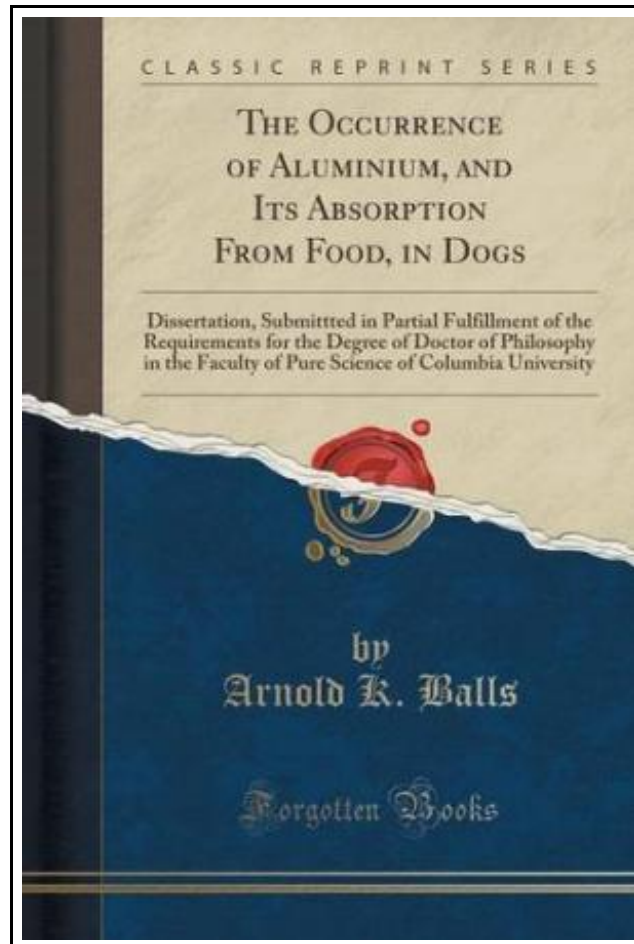 CLASSIC REPRINT SERIES
THE OCCURRENCE
OF ALUMINIUM, AND
ITS ABSORPTION
FROM FOOD, IN DOGS
Dissertation, Submittted in Partial Fulfillment of the
Requirements for the Degree of Doctor of Philosophy
in the Faculty of Pure Science of Columbia University
by
Arnold K. Balls
Forgotten Books